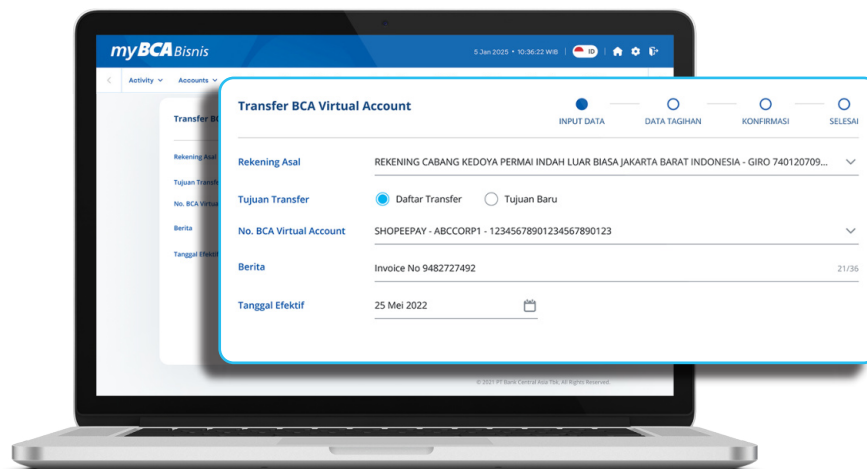 myBCA Bisnis
5 Jan 2025 • 10:36:22 WIB | ID
Activity Accounts
Transfer BCA Virtual Account
INPUT DATA DATA TAGIHAN KONFIRMASI SELESAI
Rekening Asal REKENING CABANG KEDOYA PERMAI INDAH LUAR BIASA JAKARTA BARAT INDONESIA - GIRO 740120709...
Tujuan Transfer Daftar Transfer Tujuan Baru
No. BCA Virtual Account SHOPEEPAY - ABCCORP1 - 12345678901234567890123
Berita Invoice No 9482727492 21/36
Tanggal Efektif 25 Mei 2022
Transfer
Rekening Asal
Tujuan
No. BCA
Berita
Tanggal
© 2021 PT Bank Central Asia Tbk, All Rights Reserved.